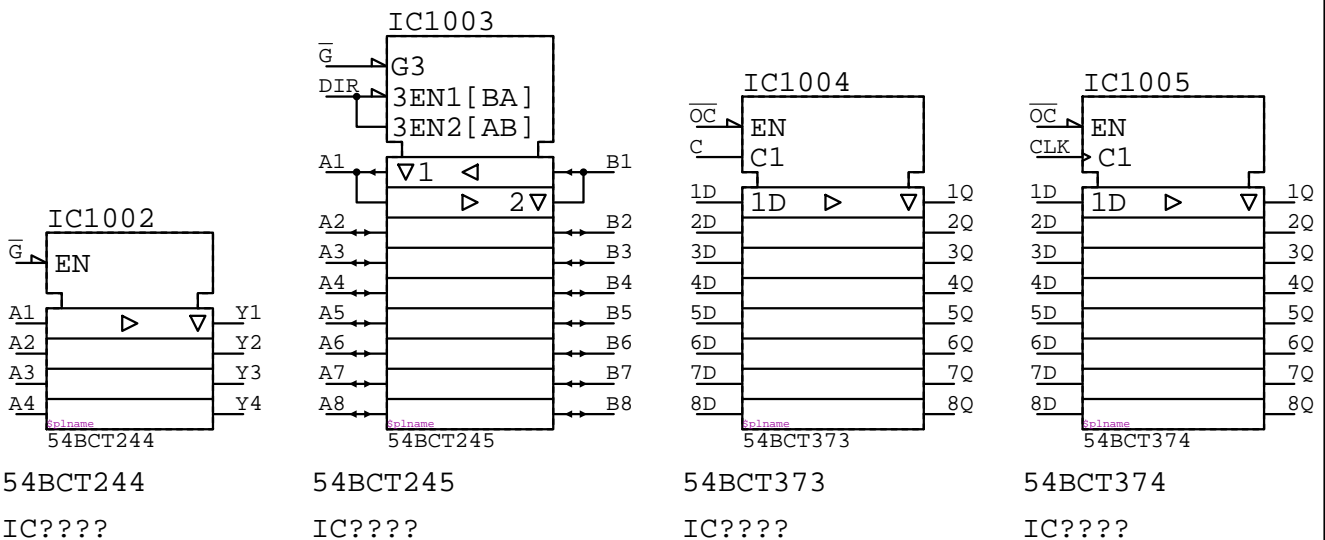 IC1002
G
EN
A1
A2
A3
A4
Y1
Y2
Y3
Y4
$plname
54BCT244
54BCT244
IC????
IC1003
G
DIR
G3
3EN1[BA]
3EN2[AB]
A1
1
B1
2
A2
A3
A4
A5
A6
A7
A8
B2
B3
B4
B5
B6
B7
B8
$plname
54BCT245
54BCT245
IC????
IC1004
OC
C
EN
C1
1D
2D
3D
4D
5D
6D
7D
8D
1D
1Q
2Q
3Q
4Q
5Q
6Q
7Q
8Q
$plname
54BCT373
54BCT373
IC????
IC1005
OC
CLK
EN
C1
1D
2D
3D
4D
5D
6D
7D
8D
1D
1Q
2Q
3Q
4Q
5Q
6Q
7Q
8Q
$plname
54BCT374
54BCT374
IC????